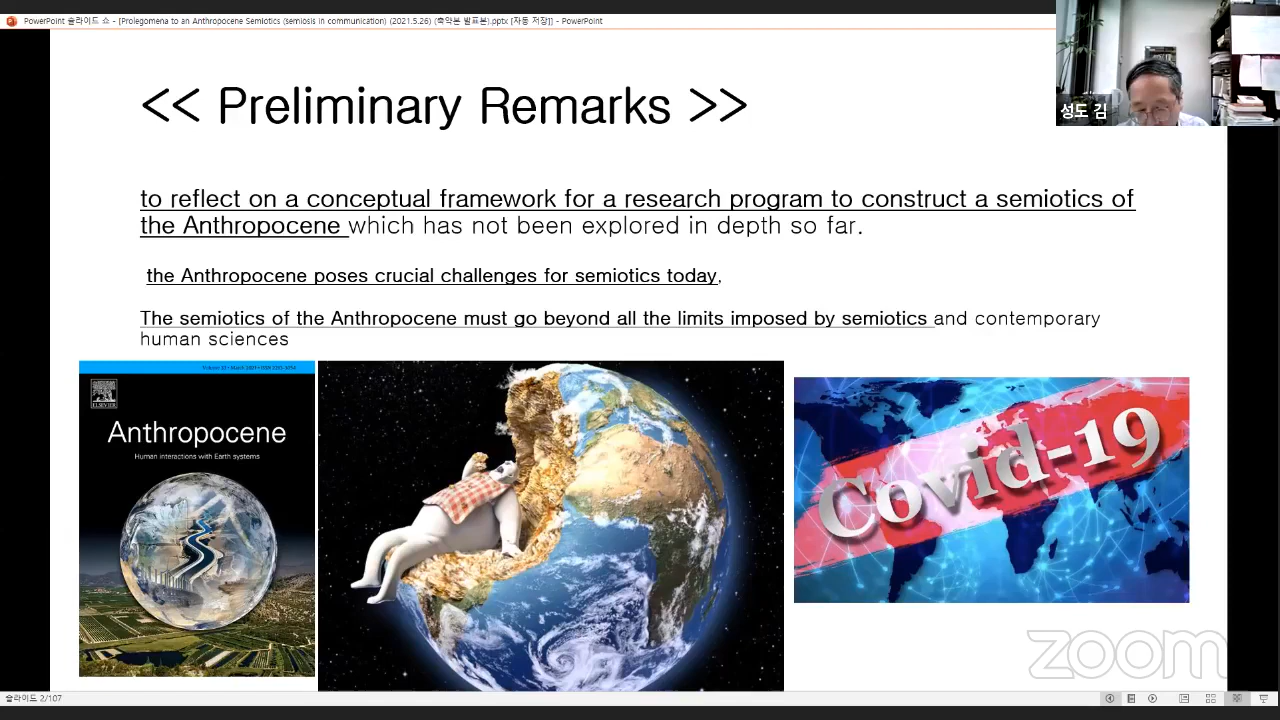 PowerPoint 슬라이드 쇼 - [Prolegomena to an Anthropocene Semiotics (semiosis in communication) (2021.5.26) (축약본 발표본).pptx [자동 저장]] - PowerPoint
성도 김
<< Preliminary Remarks >>
to reflect on a conceptual framework for a research program to construct a semiotics of
the Anthropocene which has not been explored in depth so far.
the Anthropocene poses crucial challenges for semiotics today,
The semiotics of the Anthropocene must go beyond all the limits imposed by semiotics and contemporary
human sciences
ELSEVIER
Anthropocene
Human interactions with Earth systems
Covid-19
zoom
슬라이드 2/107